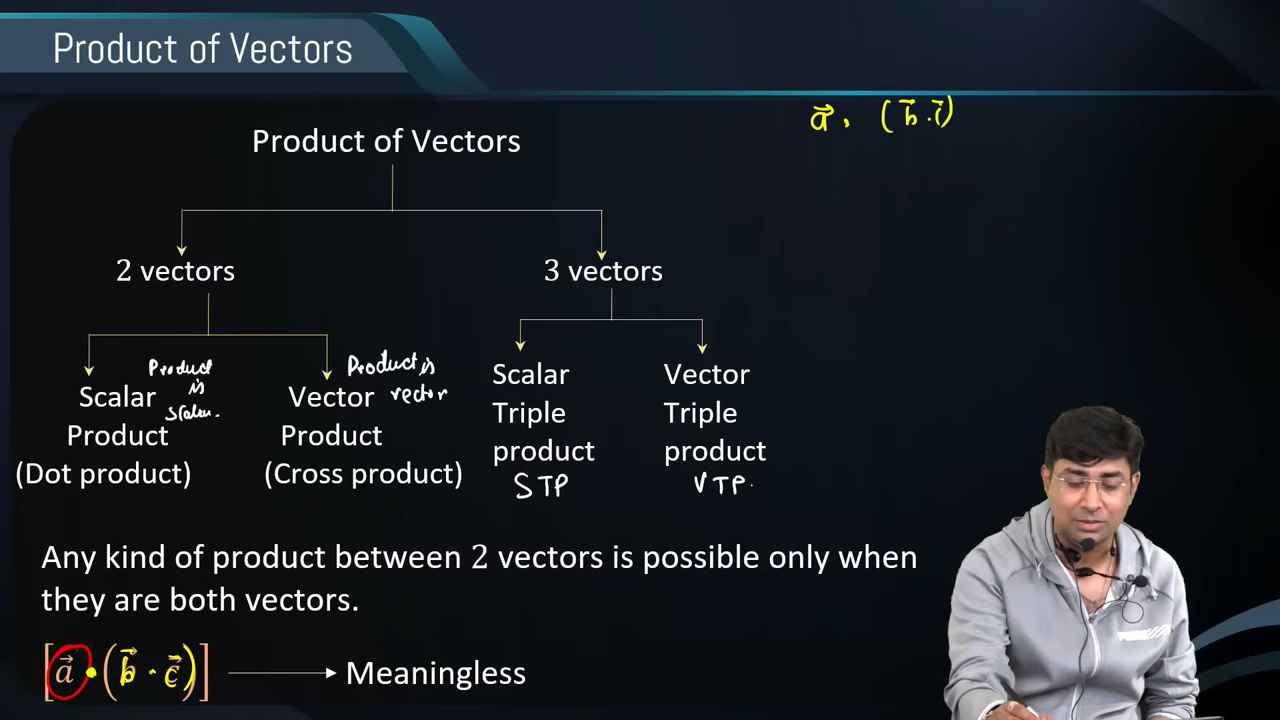 Product of Vectors
a⃗ . (b⃗ . c⃗)
Product of Vectors
2 vectors
3 vectors
Product is scalar.
Product is vector
Scalar Product (Dot product)
Vector Product (Cross product)
Scalar Triple product
STP
Vector Triple product
VTP.
Any kind of product between 2 vectors is possible only when
they are both vectors.
[a⃗ · (b⃗ · c⃗)] → Meaningless